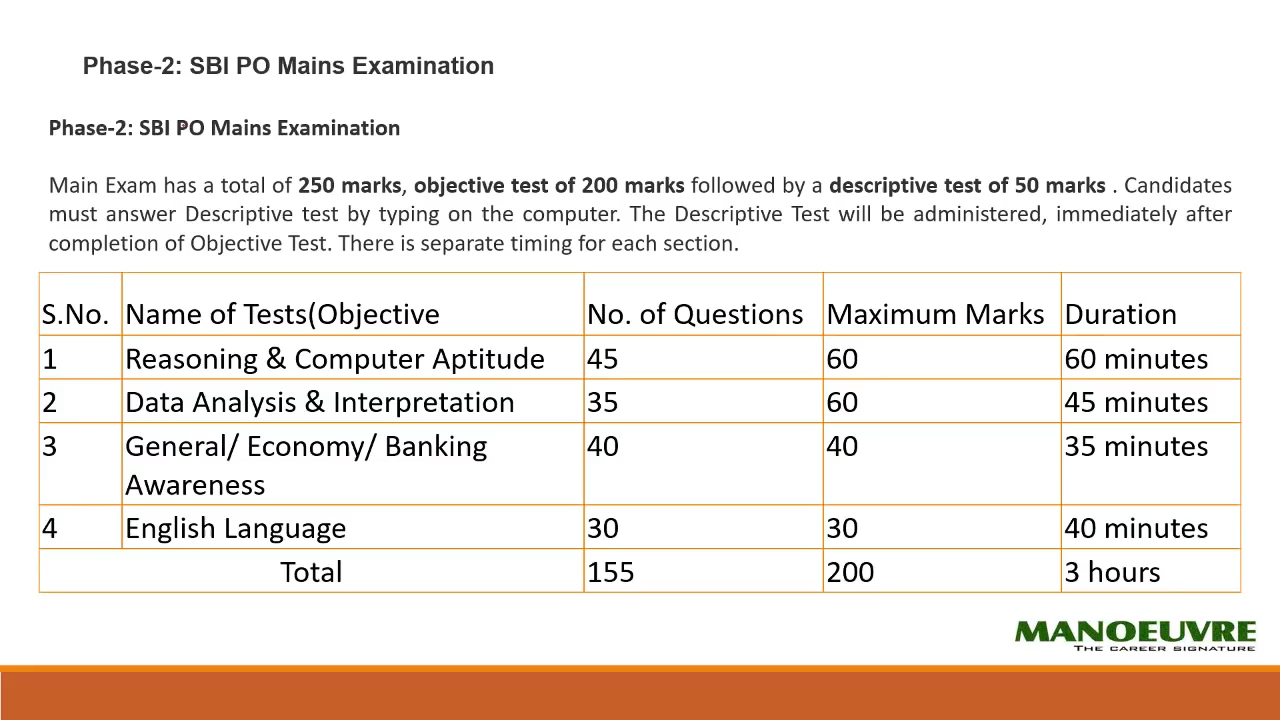 Phase-2: SBI PO Mains Examination
Phase-2: SBI PO Mains Examination
Main Exam has a total of 250 marks, objective test of 200 marks followed by a descriptive test of 50 marks . Candidates
must answer Descriptive test by typing on the computer. The Descriptive Test will be administered, immediately after
completion of Objective Test. There is separate timing for each section.
S.No. Name of Tests(Objective No. of Questions Maximum Marks Duration
1 Reasoning & Computer Aptitude 45 60 60 minutes
2 Data Analysis & Interpretation 35 60 45 minutes
3 General/ Economy/ Banking 40 40 35 minutes
Awareness
4 English Language 30 30 40 minutes
Total 155 200 3 hours
MANOEUVRE
THE CAREER SIGNATURE